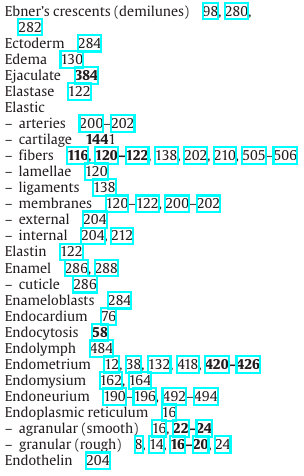 Ebner's crescents (demilunes) 98, 280,
282
Ectoderm 284
Edema 130
Ejaculate 384
Elastase 122
Elastic
– arteries 200–202
– cartilage 1441
– fibers 116, 120–122, 138, 202, 210, 505–506
– lamellae 120
– ligaments 138
– membranes 120–122, 200–202
– external 204
– internal 204, 212
Elastin 122
Enamel 286, 288
– cuticle 286
Enameloblasts 284
Endocardium 76
Endocytosis 58
Endolymph 484
Endometrium 12, 38, 132, 418, 420–426
Endomysium 162, 164
Endoneurium 190–196, 492–494
Endoplasmic reticulum 16
– agranular (smooth) 16, 22–24
– granular (rough) 8, 14, 16–20, 24
Endothelin 204